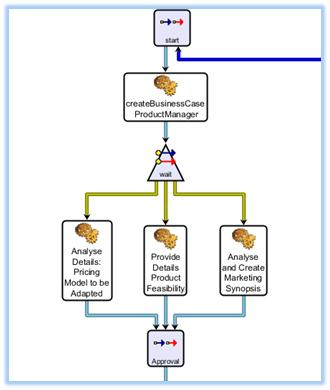 start
createBusinessCase
ProductManager
wait
Analyse
Details:
Pricing
Model to be
Adapted
Provide
Details
Product
Feasibility
Analyse
and Create
Marketing
Synopsis
Approval